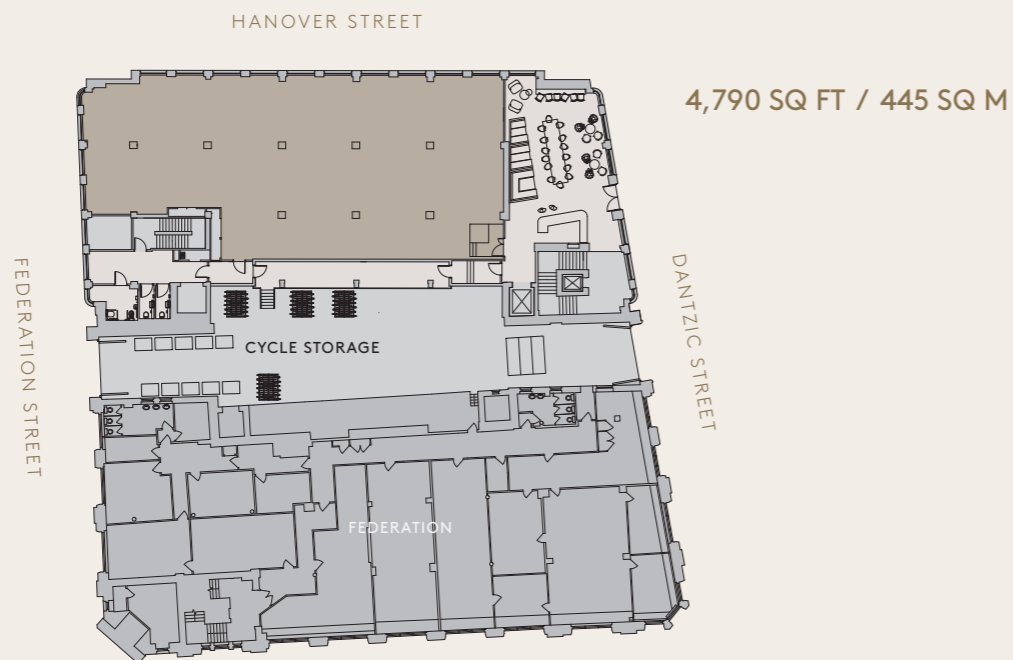 HANOVER STREET
4,790 SQ FT / 445 SQ M
FEDERATION STREET
DANTZIC STREET
CYCLE STORAGE
FEDERATION